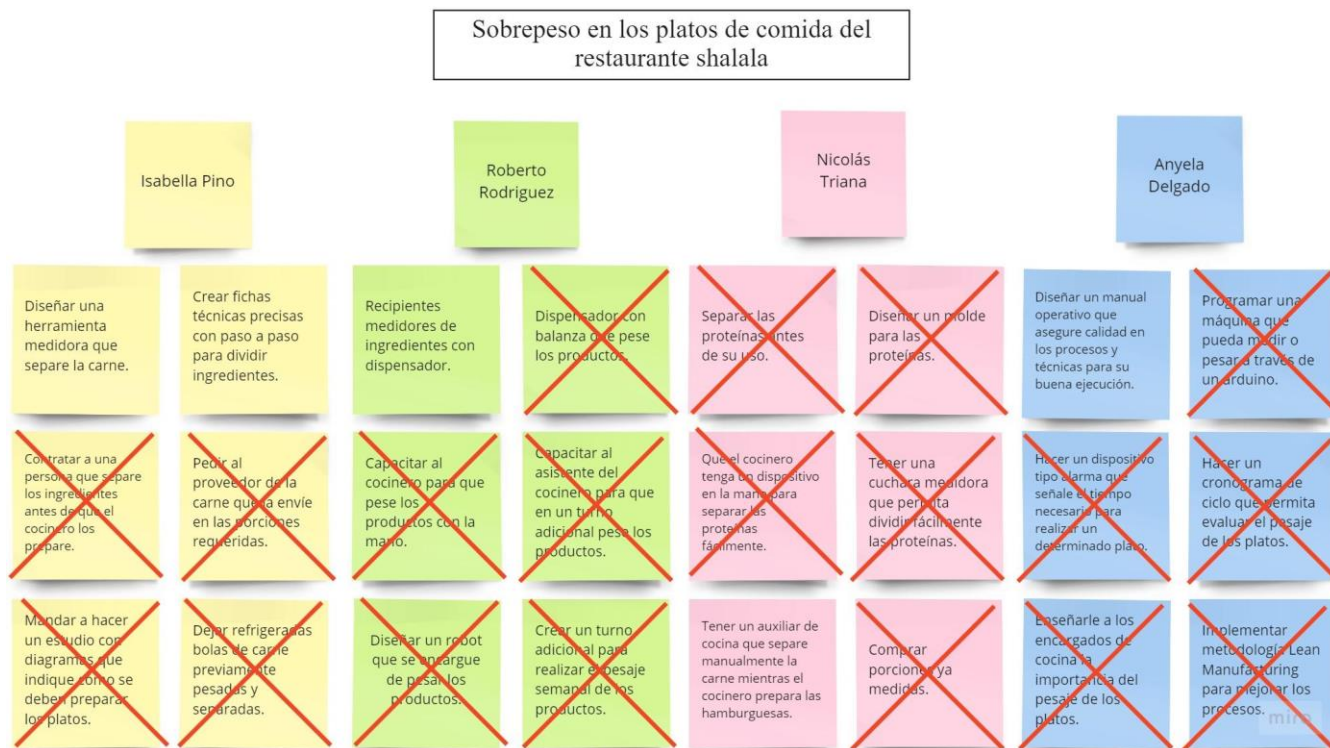 Sobrepeso en los platos de comida del
restaurante shalala
Isabella Pino
Roberto
Rodriguez
Nicolás
Triana
Anyela
Delgado
Diseñar una
herramienta
medidora que
separe la carne.
Crear fichas
técnicas precisas
con paso a paso
para dividir
ingredientes.
Recipientes
medidores de
ingredientes con
dispensador.
Dispensador con
balanza que pese
los productos.
Separar las
proteínas antes
de su uso.
Diseñar un molde
para las
proteínas.
Diseñar un manual
operativo que
asegure calidad en
los procesos y
técnicas para su
buena ejecución.
Programar una
máquina que
pueda medir o
pesar a través de
un arduino.
Contratar a una
persona que separe
los ingredientes
antes de que el
cocinero los
prepare.
Pedir al
proveedor de la
carne que la envíe
en las porciones
requeridas.
Capacitar al
cocinero para que
pese los
productos con la
mano.
Capacitar al
asistente del
cocinero para que
en un turno
adicional pese los
productos.
Que el cocinero
tenga un dispositivo
en la mano para
separar las
proteínas
fácilmente.
Tener una
cuchara medidora
que permita
dividir fácilmente
las proteínas.
Hacer un dispositivo
tipo alarma que
señale el tiempo
necesario para
realizar un
determinado plato.
Hacer un
cronograma de
ciclo que permita
evaluar el pesaje
de los platos.
Mandar a hacer
un estudio con
diagramas que
indique cómo se
deben preparar
los platos.
Dejar refrigeradas
bolas de carne
previamente
pesadas y
separadas.
Diseñar un robot
que se encargue
de pesar los
productos.
Crear un turno
adicional para
realizar el pesaje
semanal de los
productos.
Tener un auxiliar de
cocina que separe
manualmente la
carne mientras el
cocinero prepara las
hamburguesas.
Comprar
porciones ya
medidas.
Enseñarle a los
encargados de
cocina la
importancia del
pesaje de los
platos.
Implementar
metodología Lean
Manufacturing
para mejorar los
procesos.
miro